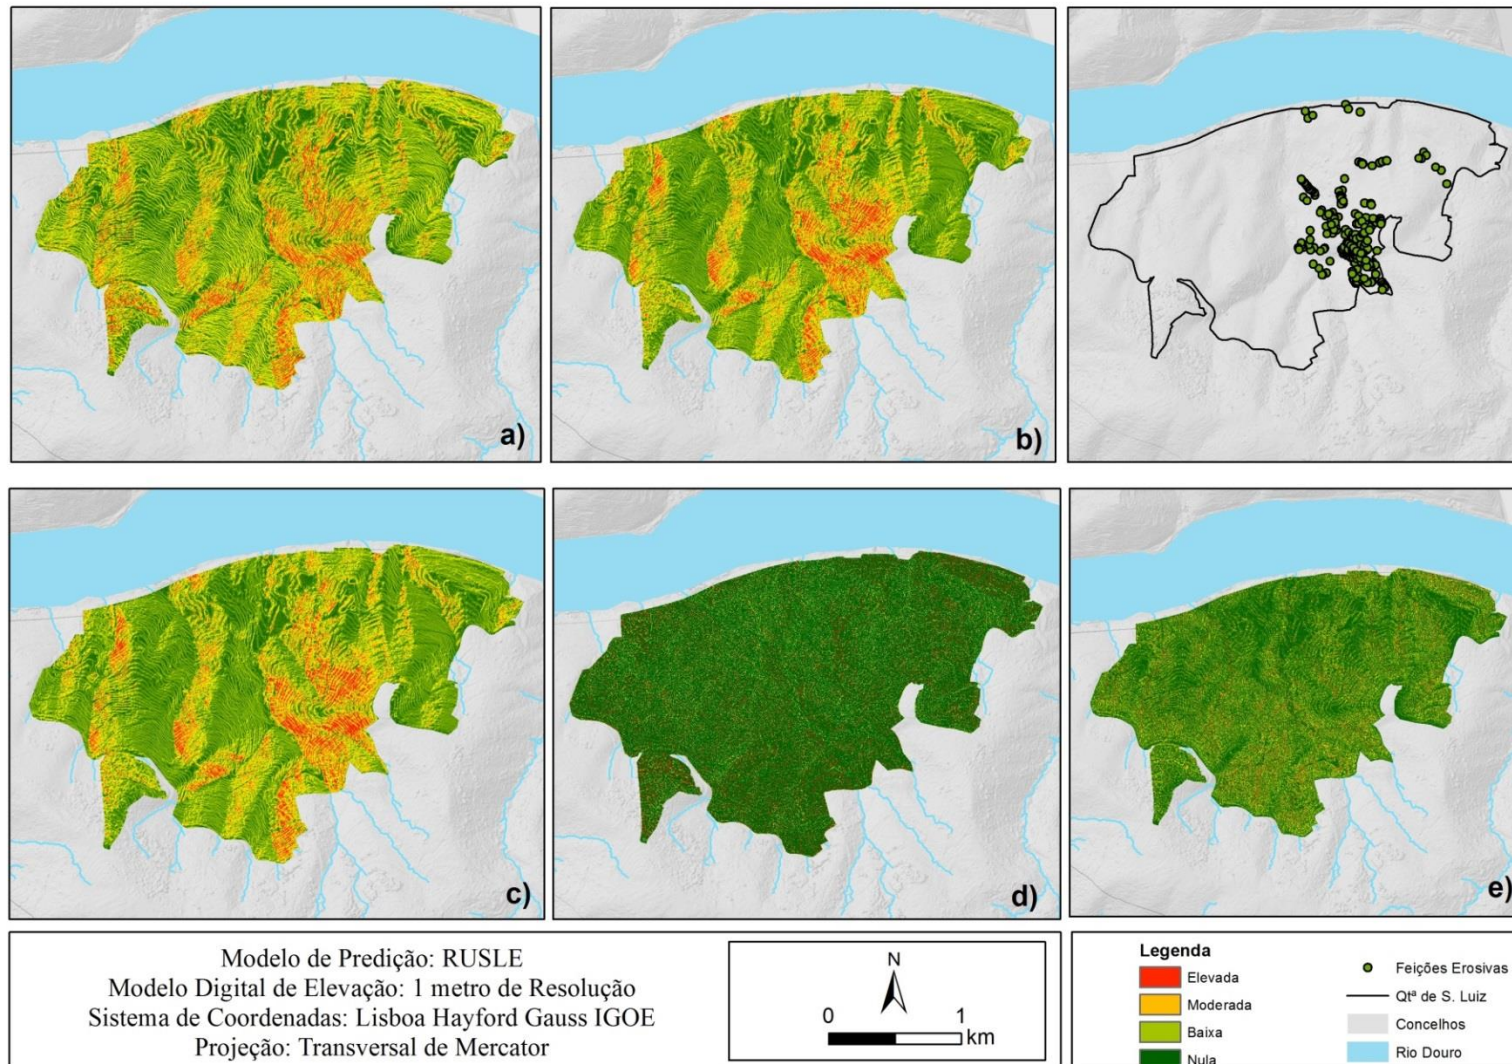 a)
b)
c)
d)
e)
Modelo de Predição: RUSLE
Modelo Digital de Elevação: 1 metro de Resolução
Sistema de Coordenadas: Lisboa Hayford Gauss IGOE
Projeção: Transversal de Mercator
N
0 1
km
Legenda
Elevada
Moderada
Baixa
Nula
Feições Erosivas
Qtª de S. Luiz
Concelhos
Rio Douro